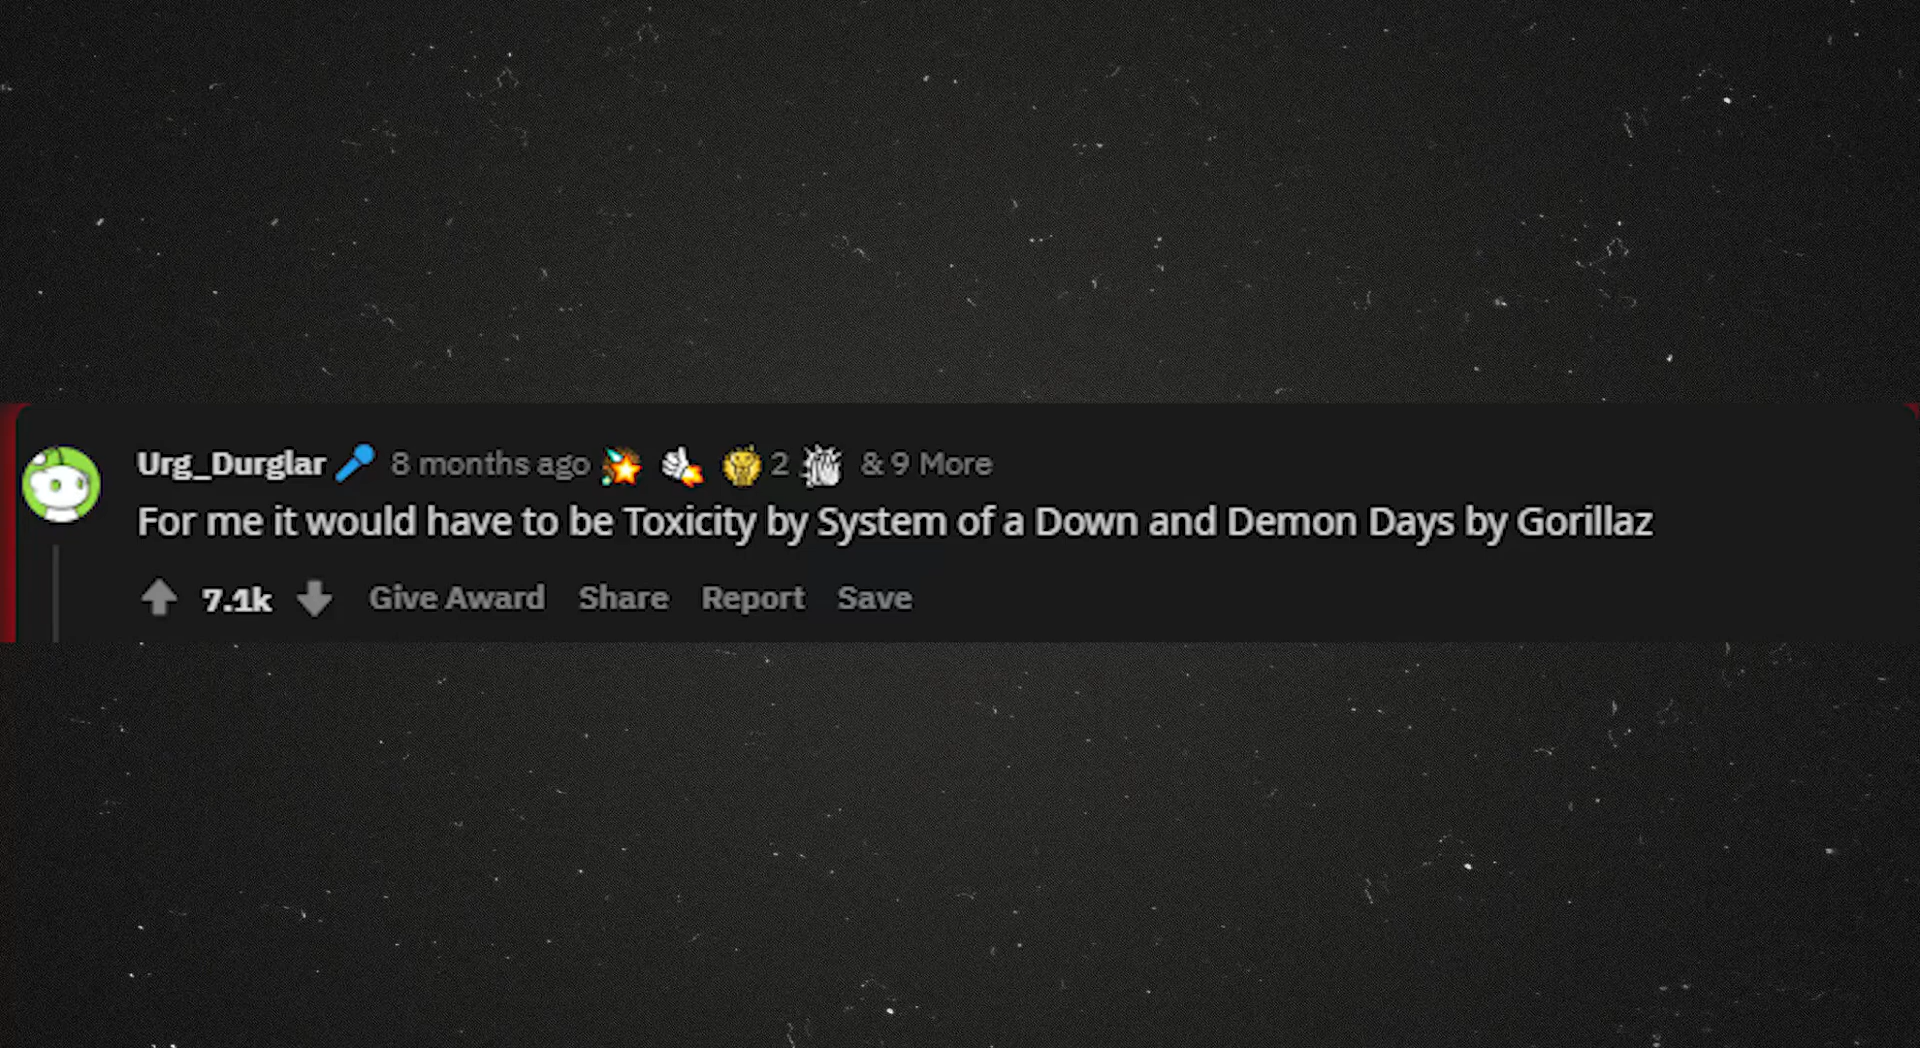 Urg_Durglar 8 months ago 2 & 9 More
For me it would have to be Toxicity by System of a Down and Demon Days by Gorillaz
7.1k Give Award Share Report Save